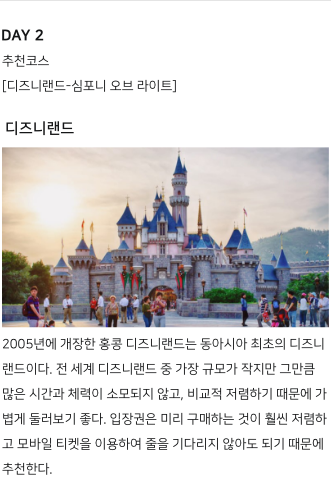 DAY 2
추천코스
[디즈니랜드-심포니 오브 라이트]
디즈니랜드
2005년에 개장한 홍콩 디즈니랜드는 동아시아 최초의 디즈니
랜드이다. 전 세계 디즈니랜드 중 가장 규모가 작지만 그만큼
많은 시간과 체력이 소모되지 않고, 비교적 저렴하기 때문에 가
볍게 둘러보기 좋다. 입장권은 미리 구매하는 것이 훨씬 저렴하
고 모바일 티켓을 이용하여 줄을 기다리지 않아도 되기 때문에
추천한다.